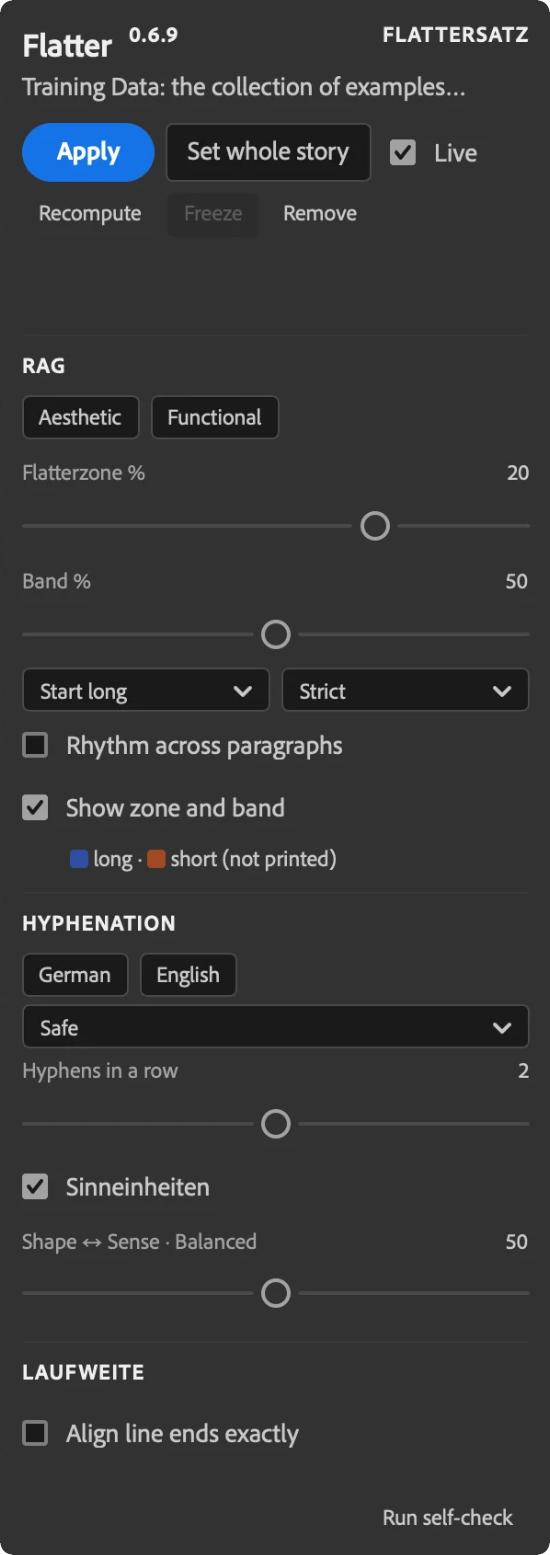 Flatter 0.6.9 FLATTERSATZ
Training Data: the collection of examples…
Apply Set whole story Live
Recompute Freeze Remove
RAG
Aesthetic Functional
Flatterzone % 20
Band % 50
Start long Strict
Rhythm across paragraphs
Show zone and band
long · short (not printed)
HYPHENATION
German English
Safe
Hyphens in a row 2
Sinneinheiten
Shape ↔ Sense · Balanced 50
LAUFWEITE
Align line ends exactly
Run self-check